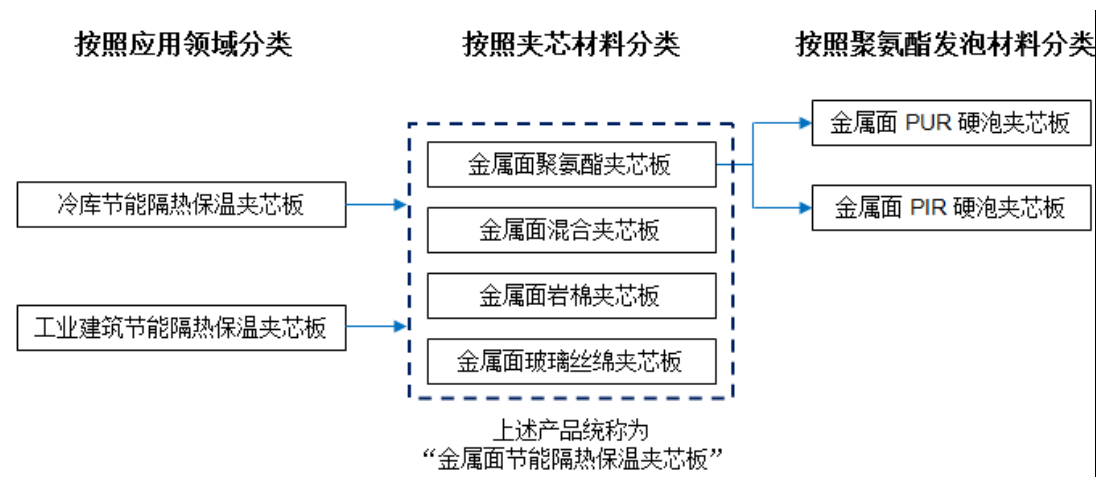 按照应用领域分类
按照夹芯材料分类
按照聚氨酯发泡材料分类
冷库节能隔热保温夹芯板
工业建筑节能隔热保温夹芯板
金属面聚氨酯夹芯板
金属面混合夹芯板
金属面岩棉夹芯板
金属面玻璃丝绵夹芯板
上述产品统称为
“金属面节能隔热保温夹芯板”
金属面 PUR 硬泡夹芯板
金属面 PIR 硬泡夹芯板